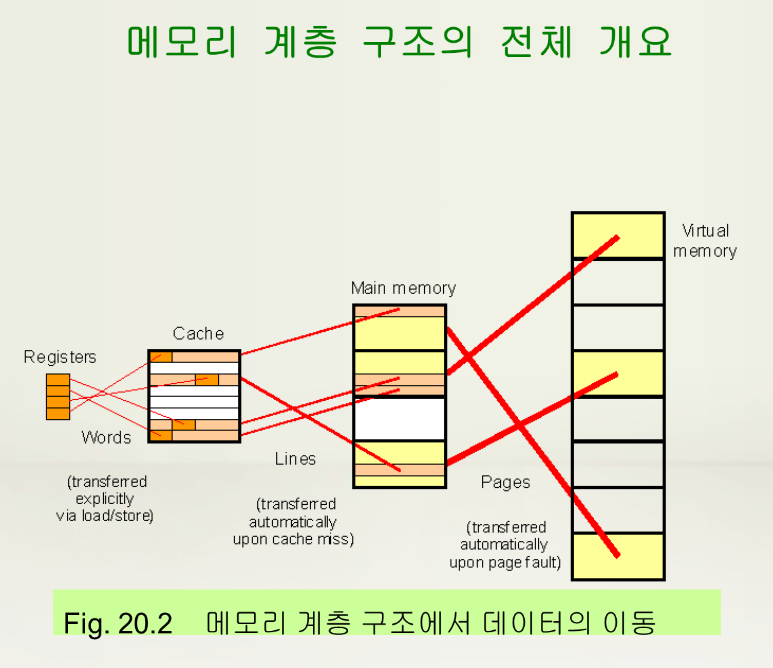 메모리 계층 구조의 전체 개요
Virtual
memory
Main memory
Cache
Registers
Words
Lines
Pages
(transferred
explicitly
via load/store)
(transferred
automatically
upon cache miss)
(transferred
automatically
upon page fault)
Fig. 20.2 메모리 계층 구조에서 데이터의 이동